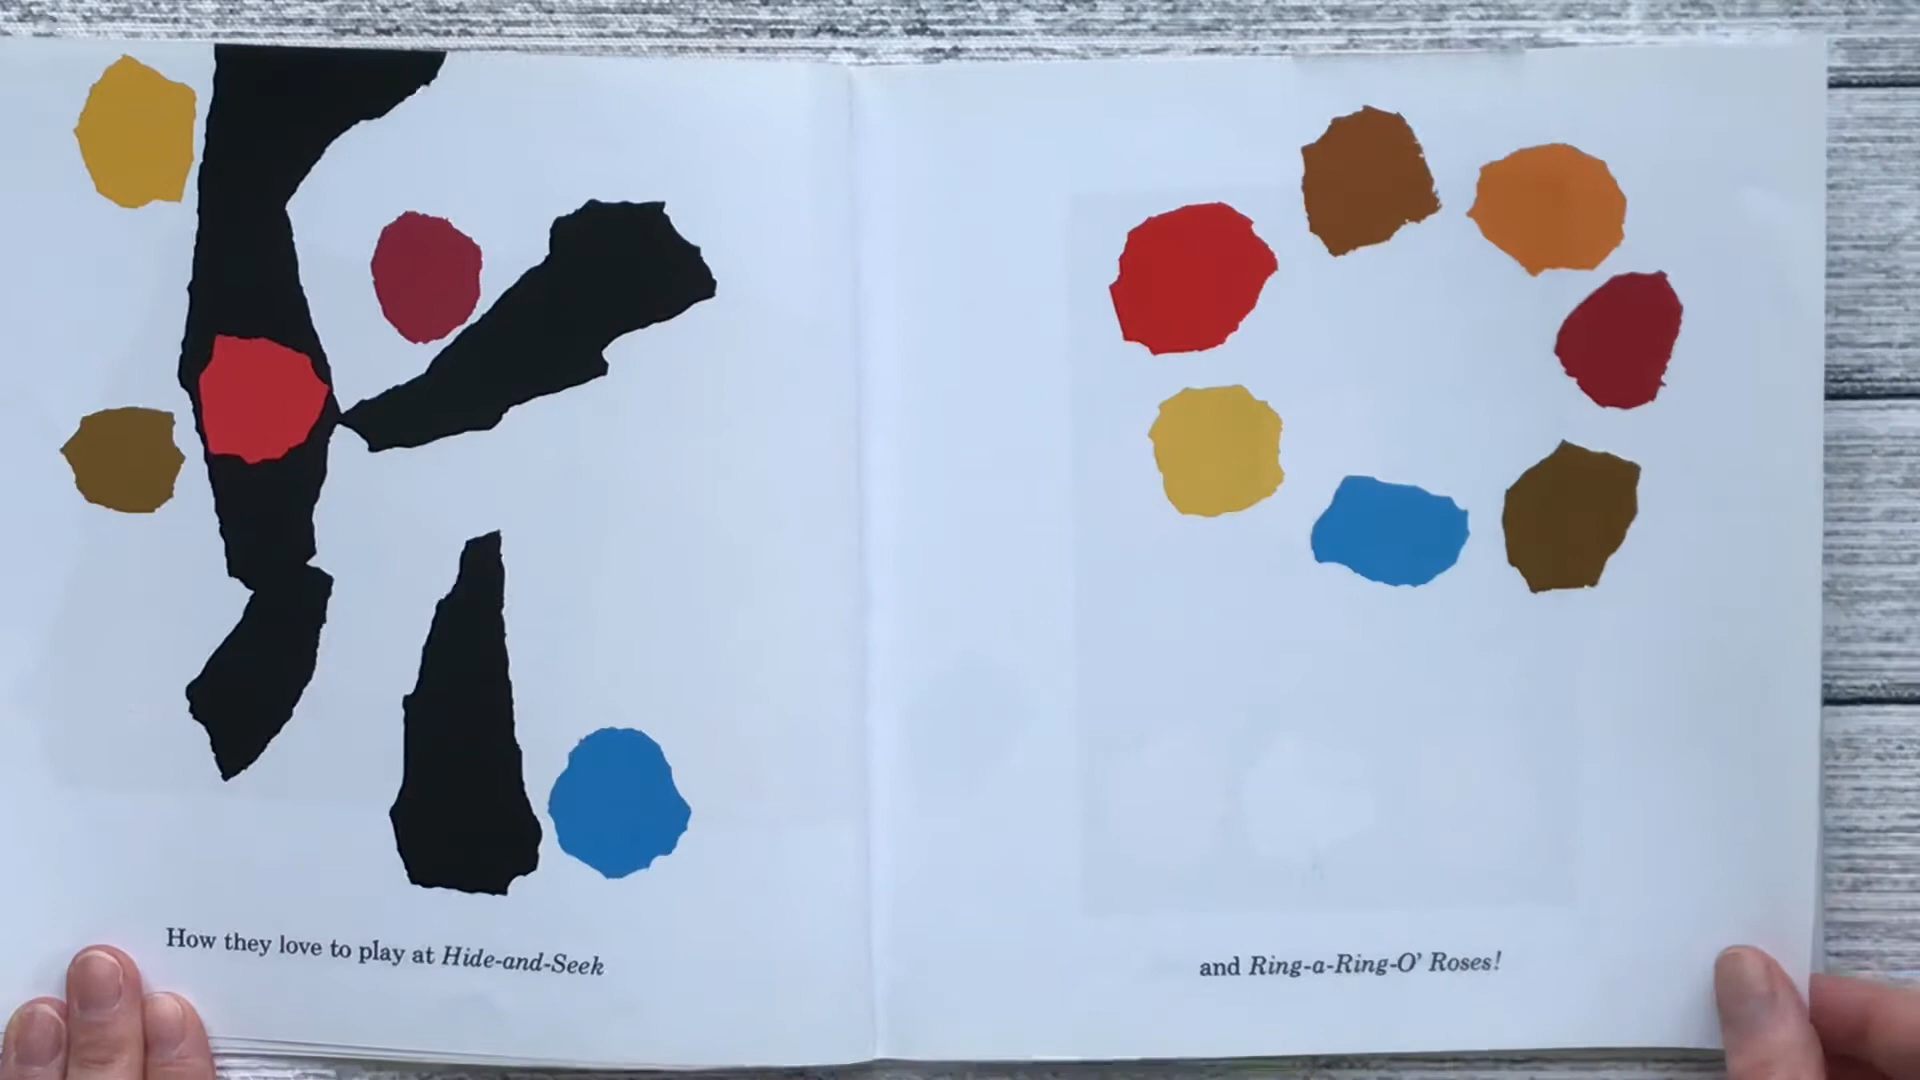 How they love to play at Hide-and-Seek
and Ring-a-Ring-O' Roses!